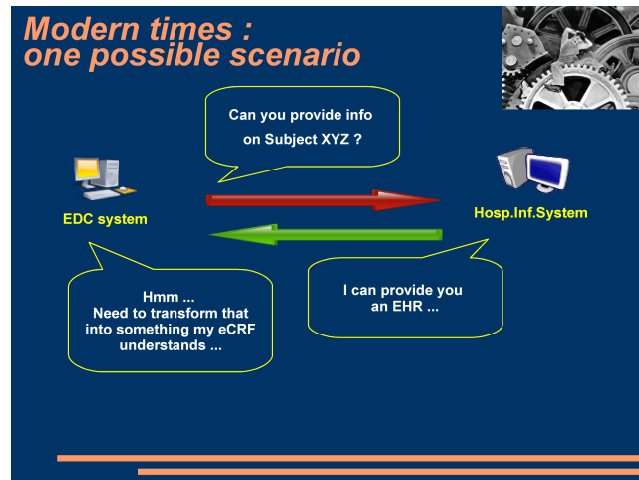 Modern times :
one possible scenario
Can you provide info
on Subject XYZ ?
EDC system
Hosp.Inf.System
I can provide you
an EHR ...
Hmm ...
Need to transform that
into something my eCRF
understands ...